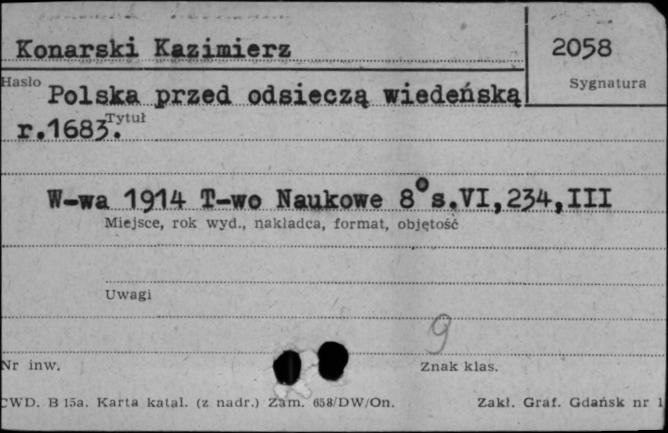 Konarski Kazimierz
2058
Hasło
Sygnatura
Polska przed odsieczą wiedeńską
r.1683.
Tytuł
W-wa 1914 T-wo Naukowe 8° s.VI,234,III
Miejsce, rok wyd., nakładca, format, objętość
Uwagi
9
Nr inw.
Znak klas.
CWD. B 15a. Karta katal. (z nadr.) Zam. 658/DW/On.
Zakł. Graf. Gdańsk nr 1